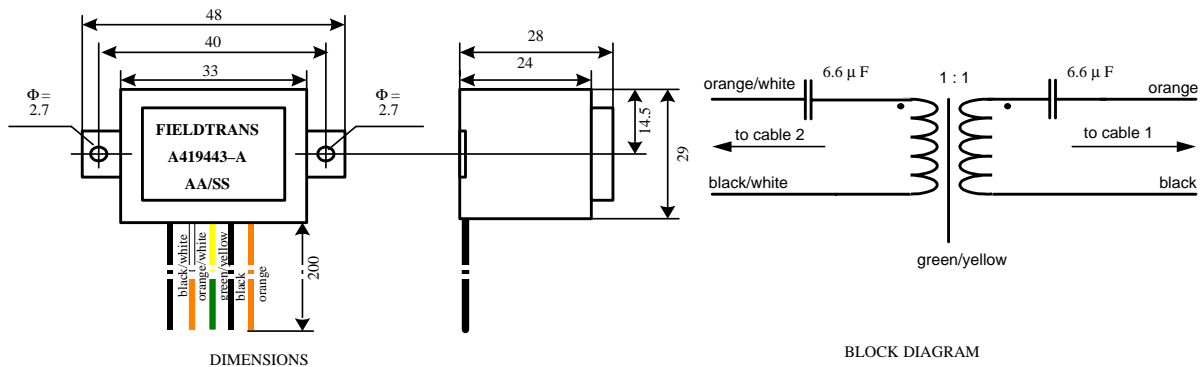 48
40
33
Φ =
2.7
Φ =
2.7
FIELDTRANS
A419443–A
AA/SS
black/white
orange/white
green/yellow
black
orange
200
DIMENSIONS
28
24
14.5
29
orange/white
6.6 µ F
1 : 1
6.6 µ F
orange
to cable 2
to cable 1
black/white
black
green/yellow
BLOCK DIAGRAM